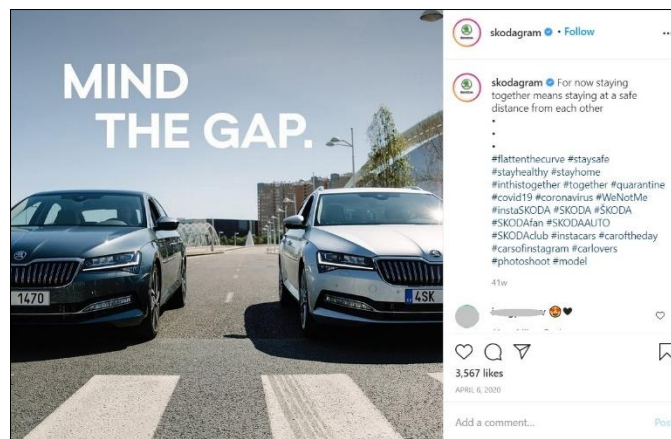 MIND
THE GAP.
1470
4SK
skodagram • Follow
...
skodagram For now staying
together means staying at a safe
distance from each other
•
•
•
#flattenthecurve #staysafe
#stayhealthy #stayhome
#inthistogether #together #quarantine
#covid19 #coronavirus #WeNotMe
#instaSKODA #SKODA #ŠKODA
#SKODAfan #SKODAAUTO
#SKODAclub #instacars #caroftheday
#carsofinstagram #carlovers
#photoshoot #model
41w
3,567 likes
APRIL 6, 2020
Add a comment...